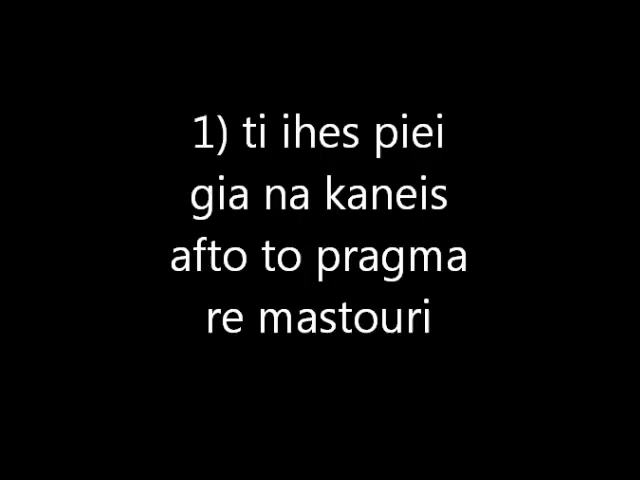 1) ti ihes piei
gia na kaneis
afto to pragma
re mastouri